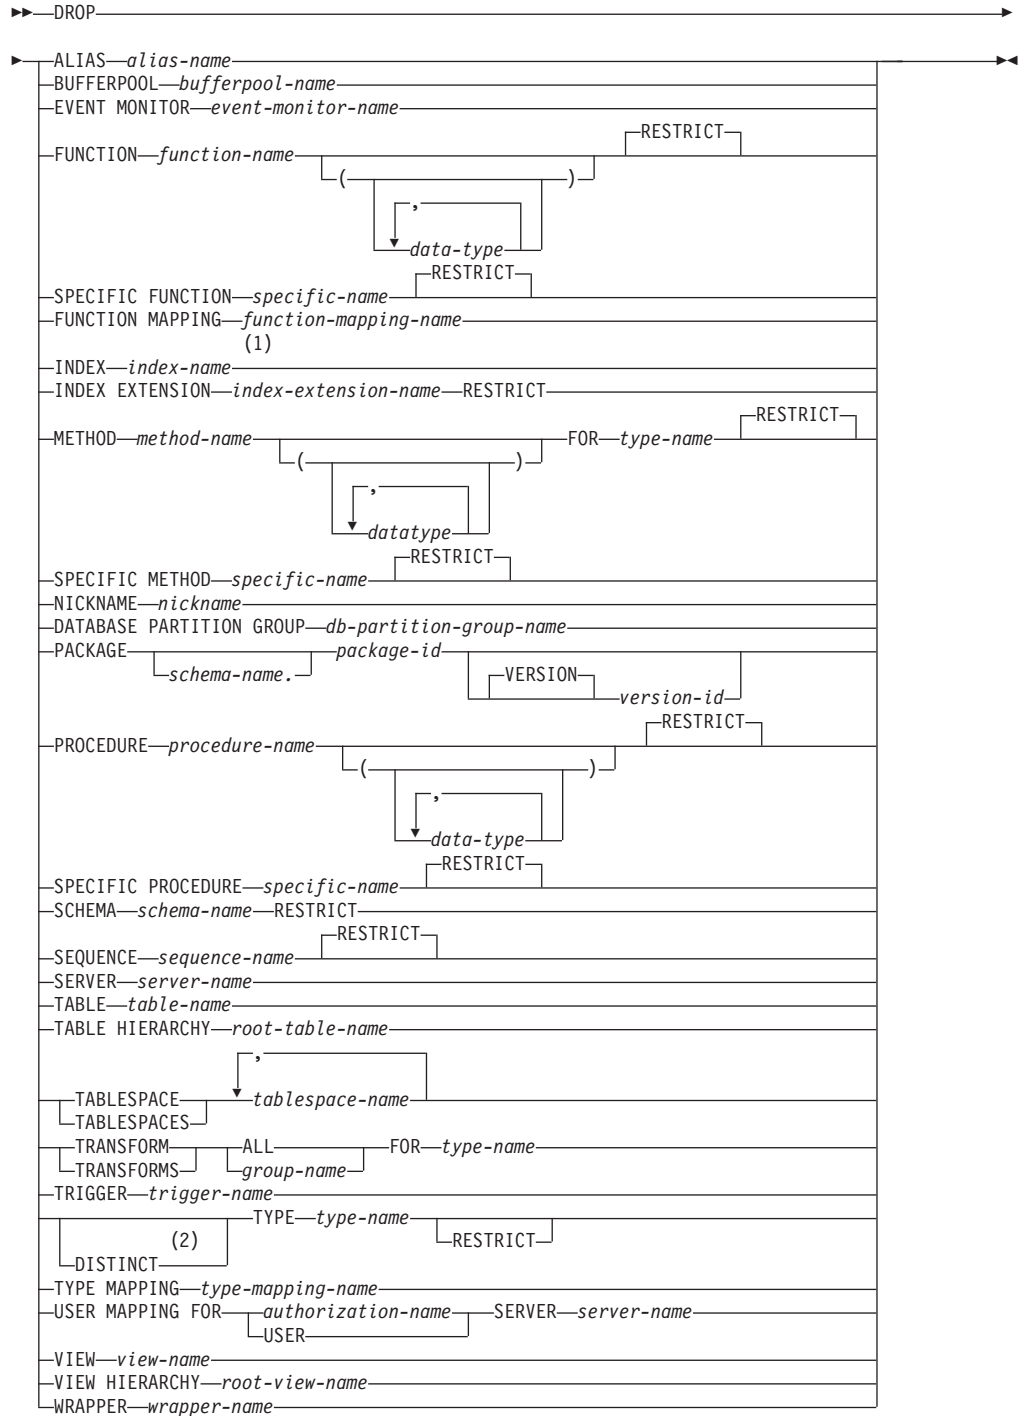 DROP
ALIAS alias-name
BUFFERPOOL bufferpool-name
EVENT MONITOR event-monitor-name
RESTRICT
FUNCTION function-name
( )
,
data-type
RESTRICT
SPECIFIC FUNCTION specific-name
FUNCTION MAPPING function-mapping-name
(1)
INDEX index-name
INDEX EXTENSION index-extension-name RESTRICT
RESTRICT
METHOD method-name FOR type-name
( )
,
datatype
RESTRICT
SPECIFIC METHOD specific-name
NICKNAME nickname
DATABASE PARTITION GROUP db-partition-group-name
PACKAGE package-id
schema-name. VERSION
version-id
RESTRICT
PROCEDURE procedure-name
( )
,
data-type
RESTRICT
SPECIFIC PROCEDURE specific-name
SCHEMA schema-name RESTRICT
RESTRICT
SEQUENCE sequence-name
SERVER server-name
TABLE table-name
TABLE HIERARCHY root-table-name
,
TABLESPACE tablespace-name
TABLESPACES
TRANSFORM ALL FOR type-name
TRANSFORMS group-name
TRIGGER trigger-name
TYPE type-name
(2) RESTRICT
DISTINCT
TYPE MAPPING type-mapping-name
USER MAPPING FOR authorization-name SERVER server-name
USER
VIEW view-name
VIEW HIERARCHY root-view-name
WRAPPER wrapper-name